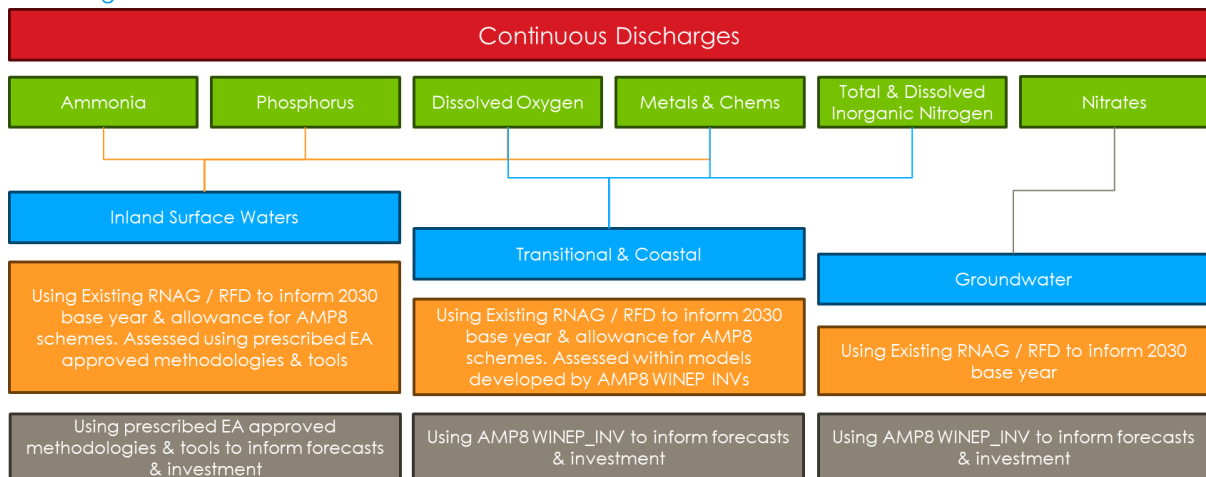 Continuous Discharges
Ammonia
Phosphorus
Dissolved Oxygen
Metals & Chems
Total & Dissolved
Inorganic Nitrogen
Nitrates
Inland Surface Waters
Transitional & Coastal
Groundwater
Using Existing RNAG / RFD to inform 2030
base year & allowance for AMP8
schemes. Assessed using prescribed EA
approved methodologies & tools
Using Existing RNAG / RFD to inform 2030
base year & allowance for AMP8
schemes. Assessed within models
developed by AMP8 WINEP INVs
Using Existing RNAG / RFD to inform 2030
base year
Using prescribed EA approved
methodologies & tools to inform forecasts
& investment
Using AMP8 WINEP_INV to inform forecasts
& investment
Using AMP8 WINEP_INV to inform forecasts
& investment